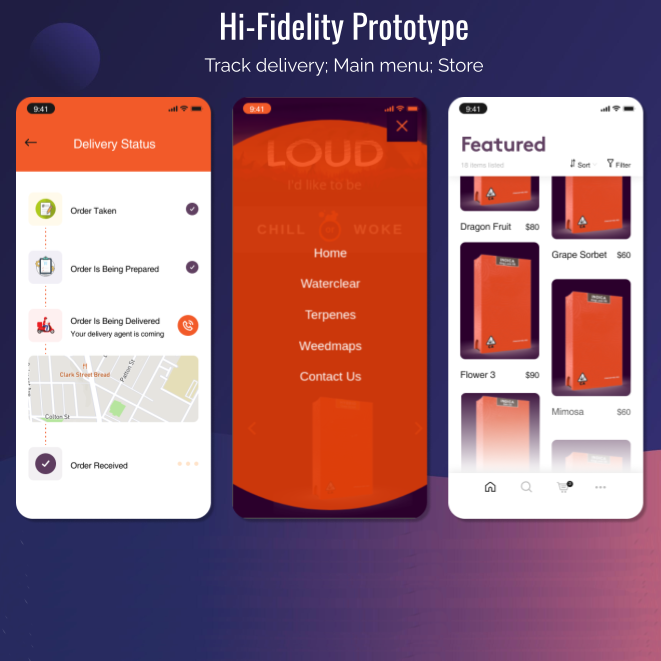 Hi-Fidelity Prototype
Track delivery; Main menu; Store
9:41
Delivery Status
Order Taken
Order Is Being Prepared
Order Is Being Delivered
Your delivery agent is coming
Clark Street Bread
Patton St
Colton St
Order Received
9:41
LOUD
I'd like to be
CHILL WOKE
Home
Waterclear
Terpenes
Weedmaps
Contact Us
9:41
Featured
18 items listed
Sort
Filter
Dragon Fruit $80
Grape Sorbet $60
Flower 3 $90
Mimosa $60